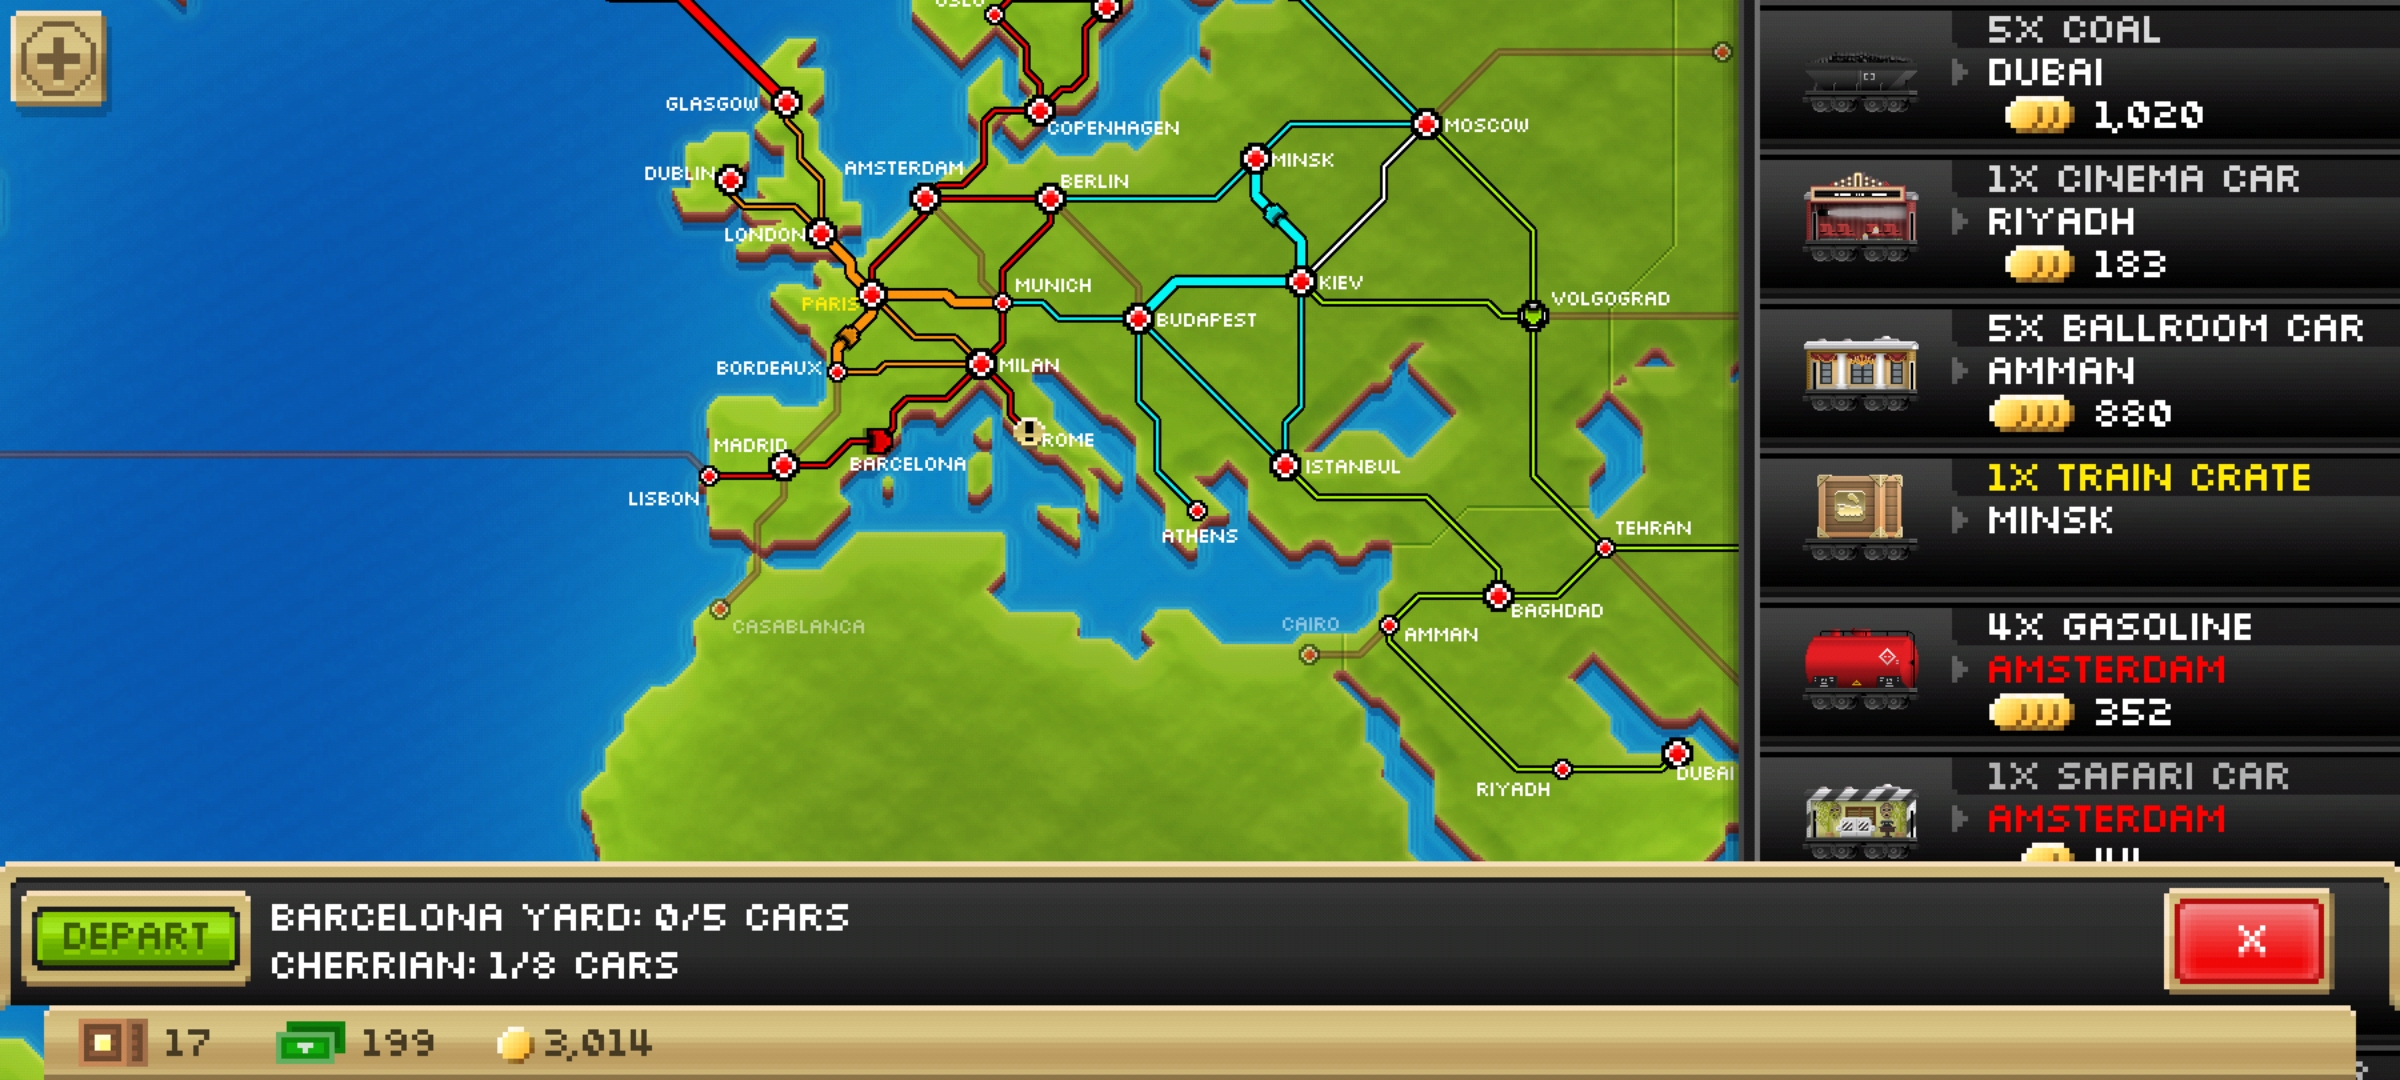 OSLO
GLASGOW
COPENHAGEN
MOSCOW
MINSK
DUBLIN
AMSTERDAM
BERLIN
LONDON
MUNICH
KIEV
VOLGOGRAD
PARIS
BUDAPEST
BORDEAUX
MILAN
MADRID
ROME
BARCELONA
ISTANBUL
LISBON
ATHENS
TEHRAN
CASABLANCA
CAIRO
BAGHDAD
AMMAN
RIYADH
DUBAI
5X COAL
DUBAI
1,020
1X CINEMA CAR
RIYADH
183
5X BALLROOM CAR
AMMAN
880
1X TRAIN CRATE
MINSK
4X GASOLINE
AMSTERDAM
352
1X SAFARI CAR
AMSTERDAM
DEPART
BARCELONA YARD: 0/5 CARS
CHERRIAN: 1/8 CARS
X
17
199
3,014